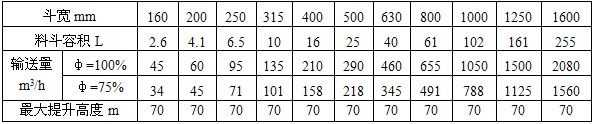 斗宽 mm 160 200 250 315 400 500 630 800 1000 1250 1600
料斗容积 L 2.6 4.1 6.5 10 16 25 40 61 102 161 255
输送量 m³/h Φ=100% 45 60 95 135 210 290 460 655 1050 1500 2080
Φ=75% 34 45 71 101 158 218 345 491 788 1125 1560
最大提升高度 m 70 70 70 70 70 70 70 70 70 70 70